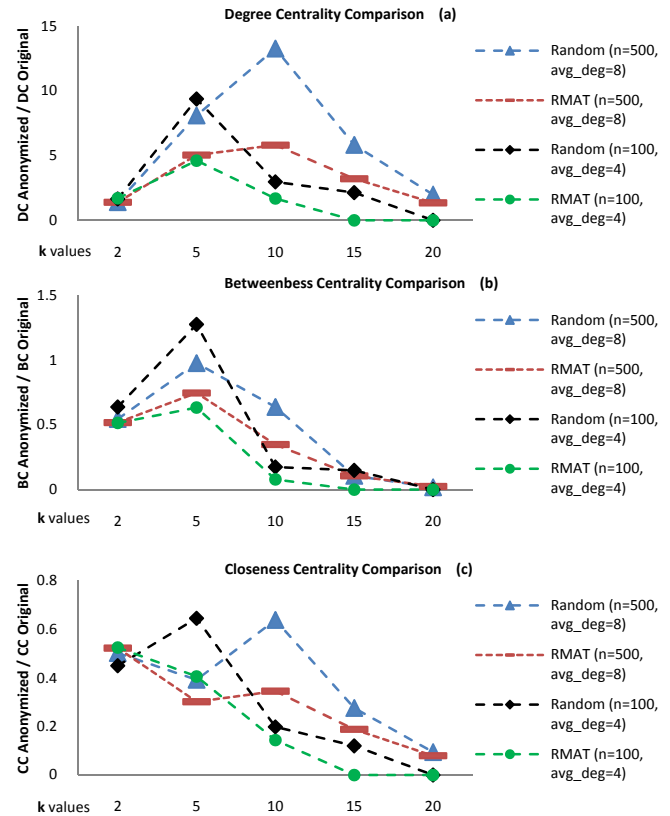 Degree Centrality Comparison (a)
DC Anonymized / DC Original
15
10
5
0
k values 2 5 10 15 20
Random (n=500,
avg_deg=8)
RMAT (n=500,
avg_deg=8)
Random (n=100,
avg_deg=4)
RMAT (n=100,
avg_deg=4)
Betweenbess Centrality Comparison (b)
BC Anonymized / BC Original
1.5
1
0.5
0
k values 2 5 10 15 20
Random (n=500,
avg_deg=8)
RMAT (n=500,
avg_deg=8)
Random (n=100,
avg_deg=4)
RMAT (n=100,
avg_deg=4)
Closeness Centrality Comparison (c)
CC Anonymized / CC Original
0.8
0.6
0.4
0.2
0
k values 2 5 10 15 20
Random (n=500,
avg_deg=8)
RMAT (n=500,
avg_deg=8)
Random (n=100,
avg_deg=4)
RMAT (n=100,
avg_deg=4)